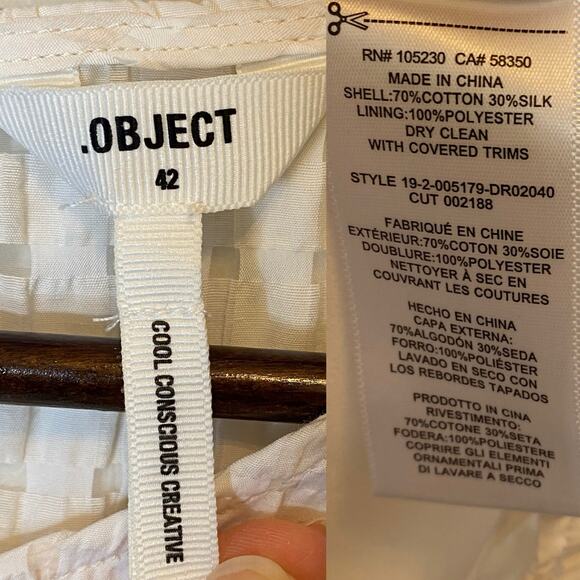 .OBJECT
42
COOL CONSCIOUS CREATIVE
RN# 105230 CA# 58350
MADE IN CHINA
SHELL:70%COTTON 30%SILK
LINING:100%POLYESTER
DRY CLEAN
WITH COVERED TRIMS
STYLE 19-2-005179-DR02040
CUT 002188
FABRIQUÉ EN CHINE
EXTÉRIEUR:70%COTON 30%SOIE
DOUBLURE:100%POLYESTER
NETTOYER À SEC EN
COUVRANT LES COUTURES
HECHO EN CHINA
CAPA EXTERNA:
70%ALGODÓN 30%SEDA
FORRO:100%POLIÉSTER
LAVADO EN SECO CON
LOS REBORDES TAPADOS
PRODOTTO IN CINA
RIVESTIMENTO:
70%COTONE 30%SETA
FODERA:100%POLIESTERE
COPRIRE GLI ELEMENTI
ORNAMENTALI PRIMA
DI LAVARE A SECCO